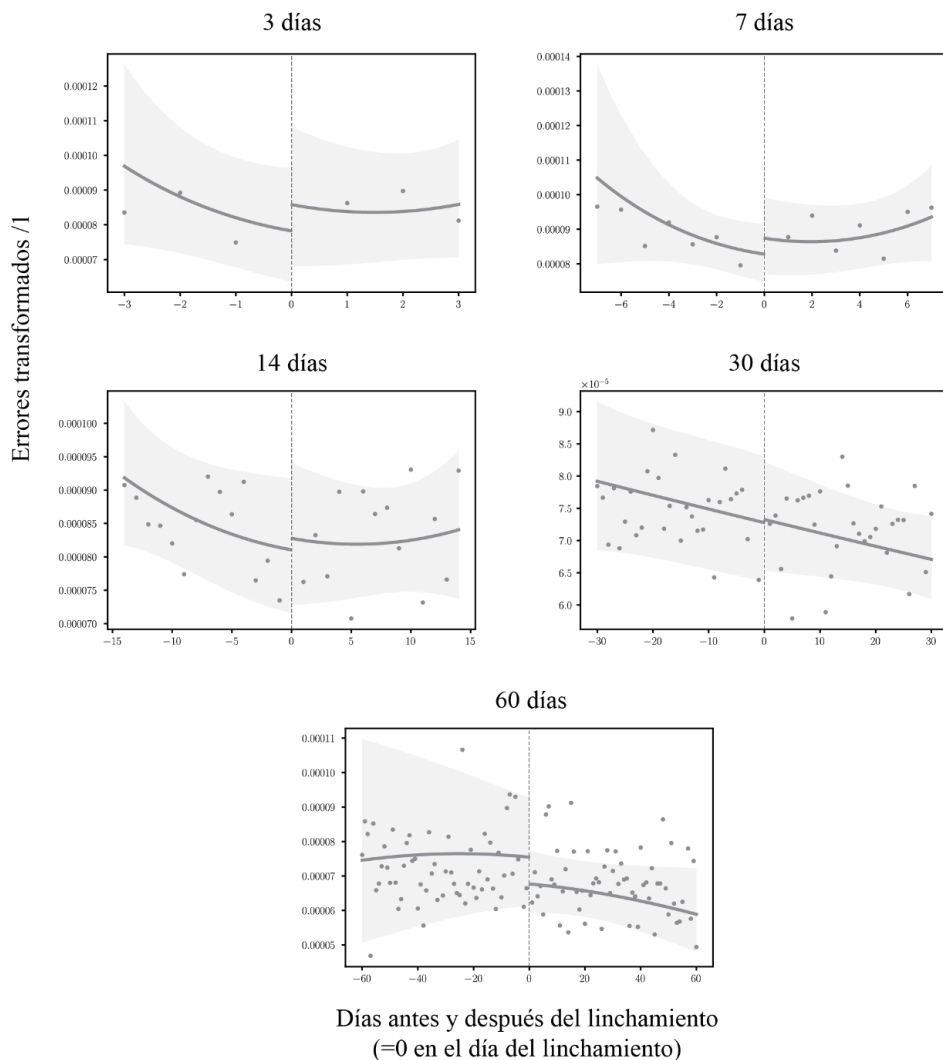 3 días
0.00012
0.00011
0.00010
0.00009
0.00008
0.00007
−3 −2 −1 0 1 2 3
7 días
0.00014
0.00013
0.00012
0.00011
0.00010
0.00009
0.00008
−6 −4 −2 0 2 4 6
Errores transformados /1
14 días
0.000100
0.000095
0.000090
0.000085
0.000080
0.000075
0.000070
−15 −10 −5 0 5 10 15
30 días
×10⁻⁵
9.0
8.5
8.0
7.5
7.0
6.5
6.0
−30 −20 −10 0 10 20 30
60 días
0.00011
0.00010
0.00009
0.00008
0.00007
0.00006
0.00005
−60 −40 −20 0 20 40 60
Días antes y después del linchamiento
(=0 en el día del linchamiento)